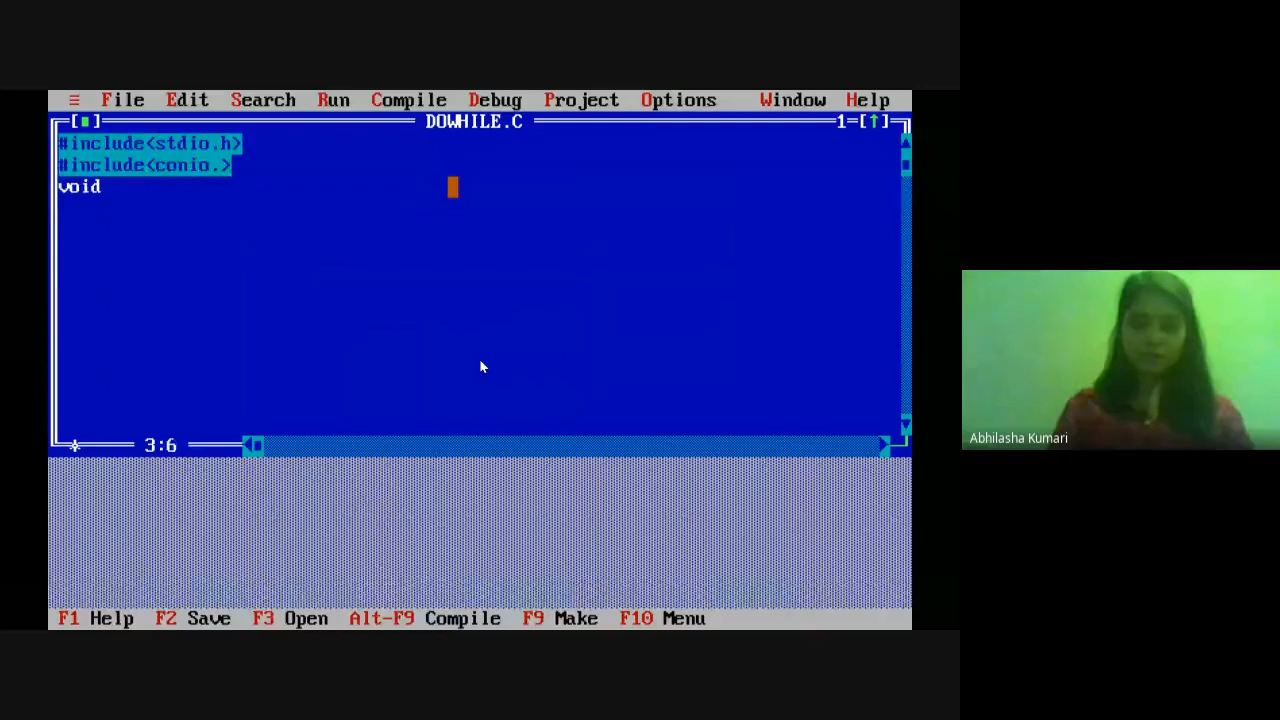 ≡ File Edit Search Run Compile Debug Project Options Window Help
[■] DOWHILE.C 1=[↑]
#include<stdio.h>
#include<conio.>
void
3:6
F1 Help F2 Save F3 Open Alt-F9 Compile F9 Make F10 Menu
Abhilasha Kumari